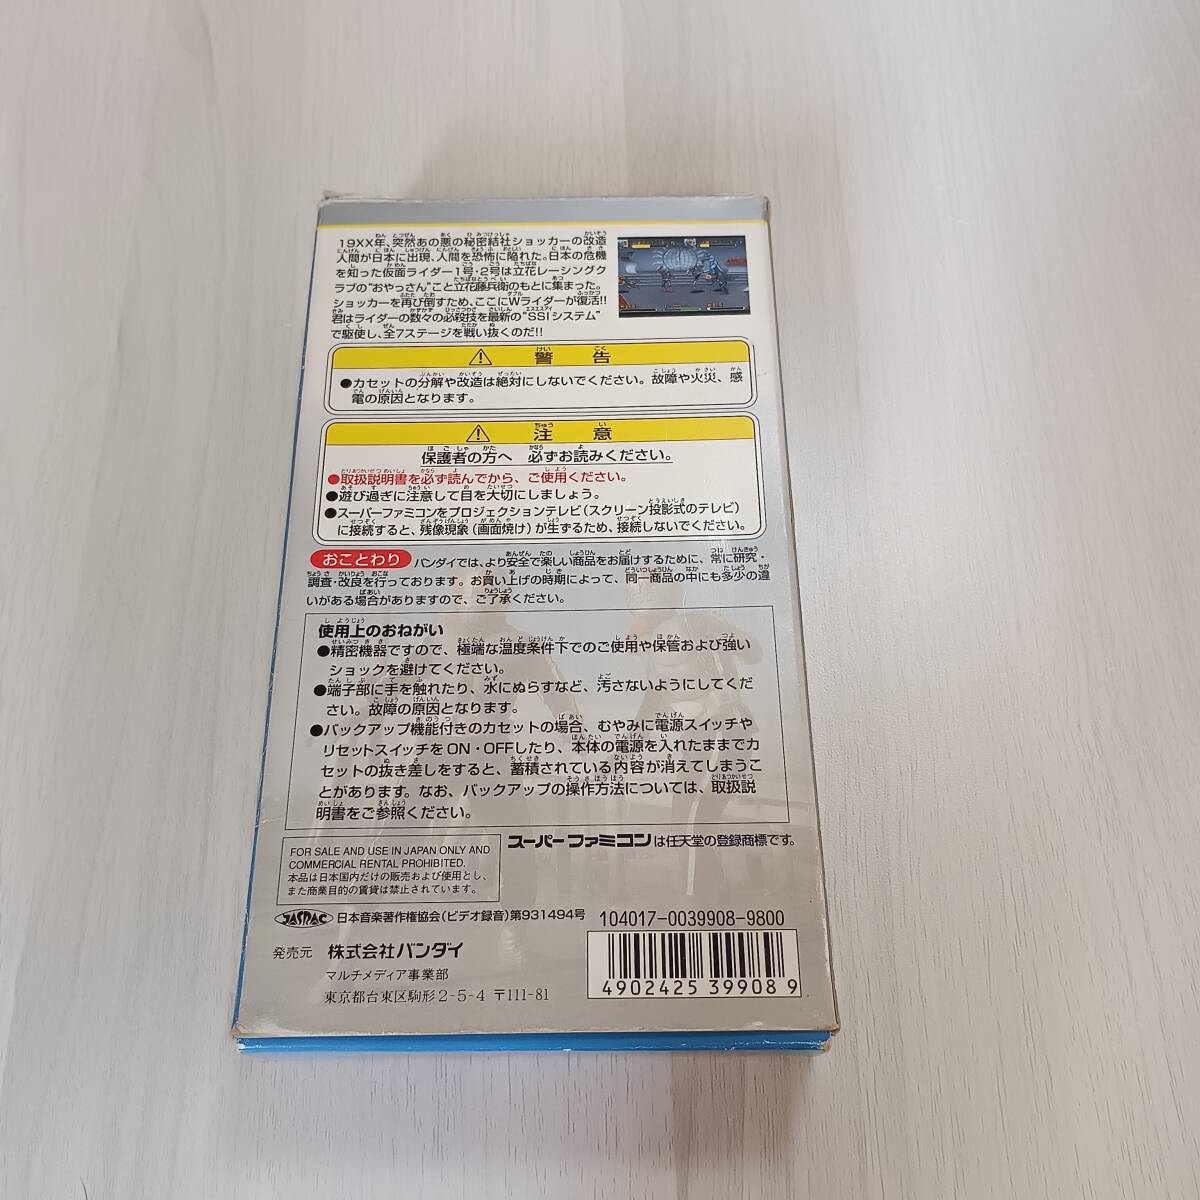 19XX年、突然あの悪の秘密結社ショッカーの改造
人間が日本に出現、人間を恐怖に陥れた。日本の危機
を知った仮面ライダー1号・2号は立花レーシングク
ラブの“おやっさん”こと立花藤兵衛のもとに集まった。
ショッカーを再び倒すため、ここにWライダーが復活!!
君はライダーの数々の必殺技を最新の“SSIシステム”
で駆使し、全7ステージを戦い抜くのだ!!
警告
●カセットの分解や改造は絶対にしないでください。故障や火災、感
電の原因となります。
注意
保護者の方へ 必ずお読みください。
●取扱説明書を必ず読んでから、ご使用ください。
●遊び過ぎに注意して目を大切にしましょう。
●スーパーファミコンをプロジェクションテレビ(スクリーン投影式のテレビ)
に接続すると、残像現象(画面焼け)が生ずるため、接続しないでください。
おことわり バンダイでは、より安全で楽しい商品をお届けするために、常に研究・
調査・改良を行っております。お買い上げの時期によって、同一商品の中にも多少の違
いがある場合がありますので、ご了承ください。
使用上のおねがい
●精密機器ですので、極端な温度条件下でのご使用や保管および強い
ショックを避けてください。
●端子部に手を触れたり、水にぬらすなど、汚さないようにしてくだ
さい。故障の原因となります。
●バックアップ機能付きのカセットの場合、むやみに電源スイッチや
リセットスイッチをON・OFFしたり、本体の電源を入れたままでカ
セットの抜き差しをすると、蓄積されている内容が消えてしまうこ
とがあります。なお、バックアップの操作方法については、取扱説
明書をご参照ください。
FOR SALE AND USE IN JAPAN ONLY AND
COMMERCIAL RENTAL PROHIBITED.
本品は日本国内だけの販売および使用とし、
また商業目的の賃貸は禁止されています。
スーパーファミコンは任天堂の登録商標です。
JASRAC 日本音楽著作権協会(ビデオ録音)第931494号
104017-0039908-9800
発売元 株式会社バンダイ
マルチメディア事業部
東京都台東区駒形2-5-4 〒111-81
4902425399089